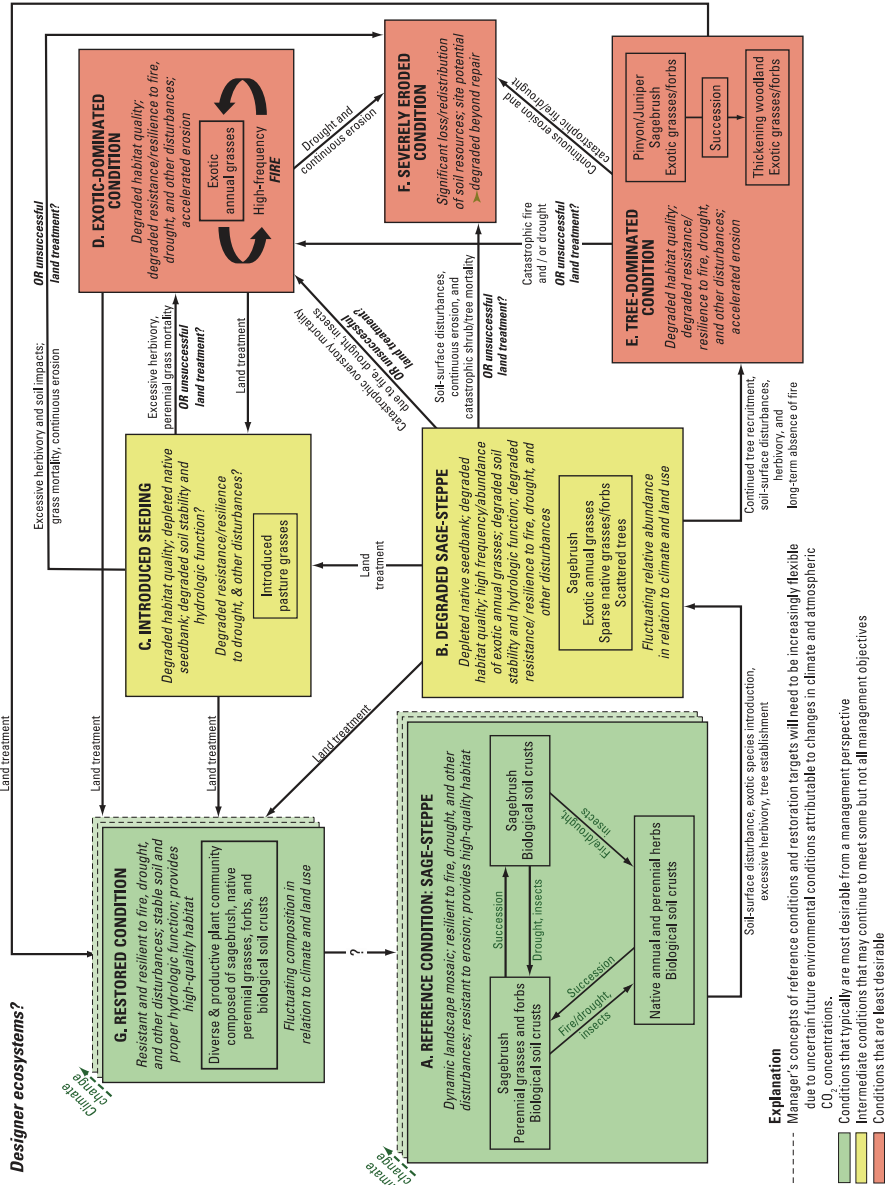 Designer ecosystems?
Climate
change
G. RESTORED CONDITION
Resistant and resilient to fire, drought,
and other disturbances; stable soil and
proper hydrologic function; provides
high-quality habitat
Diverse & productive plant community
composed of sagebrush, native
perennial grasses, forbs, and
biological soil crusts
Fluctuating composition in
relation to climate and land use
Land treatment
Land treatment
Land treatment
Land treatment
C. INTRODUCED SEEDING
Degraded habitat quality; depleted native
seedbank; degraded soil stability and
hydrologic function?
Degraded resistance/resilience
to drought, & other disturbances?
Introduced
pasture grasses
Excessive herbivory and soil impacts;
grass mortality, continuous erosion
OR unsuccessful
land treatment?
Excessive herbivory,
perennial grass mortality
OR unsuccessful
land treatment?
Land treatment
D. EXOTIC-DOMINATED
CONDITION
Degraded habitat quality;
degraded resistance/resilience to fire,
drought, and other disturbances;
accelerated erosion
Exotic
annual grasses
High-frequency
FIRE
?
Land
treatment
Catastrophic overstory mortality
due to fire, drought, insects
OR unsuccessful
land treatment?
Drought and
continuous erosion
climate
change
A. REFERENCE CONDITION: SAGE-STEPPE
Dynamic landscape mosaic; resilient to fire, drought, and other
disturbances; resistant to erosion; provides high-quality habitat
Sagebrush
Perennial grasses and forbs
Biological soil crusts
Succession
Drought, insects
Sagebrush
Biological soil crusts
Succession
Fire/drought,
insects
Fire/drought,
insects
Native annual and perennial herbs
Biological soil crusts
B. DEGRADED SAGE-STEPPE
Depleted native seedbank; degraded
habitat quality; high frequency/abundance
of exotic annual grasses; degraded soil
stability and hydrologic function; degraded
resistance/ resilience to fire, drought, and
other disturbances
Sagebrush
Exotic annual grasses
Sparse native grasses/forbs
Scattered trees
Fluctuating relative abundance
in relation to climate and land use
Soil-surface disturbances,
continuous erosion, and
catastrophic shrub/tree mortality
OR unsuccessful
land treatment?
F. SEVERELY ERODED
CONDITION
Significant loss/redistribution
of soil resources; site potential
degraded beyond repair
Catastrophic fire
and / or drought
OR unsuccessful
land treatment?
Continuous erosion and
catastrophic fire/drought
Soil-surface disturbance, exotic species introduction,
excessive herbivory, tree establishment
Continued tree recruitment,
soil-surface disturbances,
herbivory, and
long-term absence of fire
E. TREE-DOMINATED
CONDITION
Degraded habitat quality;
degraded resistance/
resilience to fire, drought,
and other disturbances;
accelerated erosion
Pinyon/Juniper
Sagebrush
Exotic grasses/forbs
Succession
Thickening woodland
Exotic grasses/forbs
Explanation
Manager's concepts of reference conditions and restoration targets will need to be increasingly flexible
due to uncertain future environmental conditions attributable to changes in climate and atmospheric
CO2 concentrations.
Conditions that typically are most desirable from a management perspective
Intermediate conditions that may continue to meet some but not all management objectives
Conditions that are least desirable